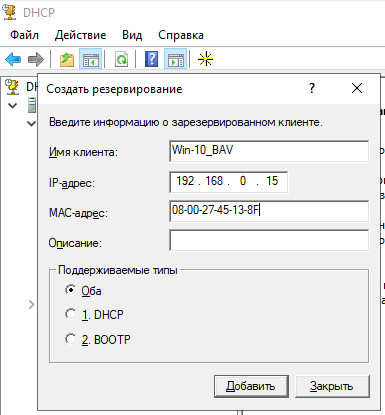 DHCP
Файл Действие Вид Справка
Создать резервирование
Введите информацию о зарезервированном клиенте.
Имя клиента: Win-10_BAV
IP-адрес: 192 . 168 . 0 . 15
MAC-адрес: 08-00-27-45-13-8F
Описание:
Поддерживаемые типы
Оба
1. DHCP
2. BOOTP
Добавить Закрыть